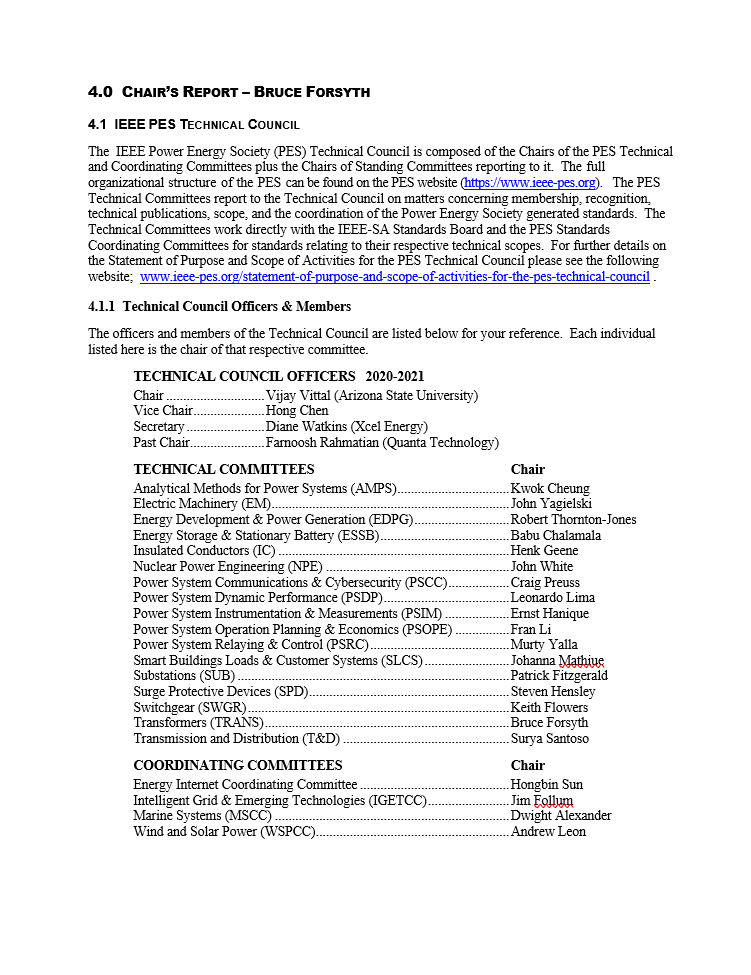 4.0 CHAIR'S REPORT – BRUCE FORSYTH
4.1 IEEE PES TECHNICAL COUNCIL
The IEEE Power Energy Society (PES) Technical Council is composed of the Chairs of the PES Technical
and Coordinating Committees plus the Chairs of Standing Committees reporting to it. The full
organizational structure of the PES can be found on the PES website (https://www.ieee-pes.org). The PES
Technical Committees report to the Technical Council on matters concerning membership, recognition,
technical publications, scope, and the coordination of the Power Energy Society generated standards. The
Technical Committees work directly with the IEEE-SA Standards Board and the PES Standards
Coordinating Committees for standards relating to their respective technical scopes. For further details on
the Statement of Purpose and Scope of Activities for the PES Technical Council please see the following
website; www.ieee-pes.org/statement-of-purpose-and-scope-of-activities-for-the-pes-technical-council .
4.1.1 Technical Council Officers & Members
The officers and members of the Technical Council are listed below for your reference. Each individual
listed here is the chair of that respective committee.
TECHNICAL COUNCIL OFFICERS 2020-2021
Chair ............................Vijay Vittal (Arizona State University)
Vice Chair.....................Hong Chen
Secretary ......................Diane Watkins (Xcel Energy)
Past Chair......................Farnoosh Rahmatian (Quanta Technology)
TECHNICAL COMMITTEES Chair
Analytical Methods for Power Systems (AMPS)................................Kwok Cheung
Electric Machinery (EM)....................................................................John Yagielski
Energy Development & Power Generation (EDPG)...........................Robert Thornton-Jones
Energy Storage & Stationary Battery (ESSB).....................................Babu Chalamala
Insulated Conductors (IC) ..................................................................Henk Geene
Nuclear Power Engineering (NPE) .....................................................John White
Power System Communications & Cybersecurity (PSCC).................Craig Preuss
Power System Dynamic Performance (PSDP)....................................Leonardo Lima
Power System Instrumentation & Measurements (PSIM) ..................Ernst Hanique
Power System Operation Planning & Economics (PSOPE) ...............Fran Li
Power System Relaying & Control (PSRC)........................................Murty Yalla
Smart Buildings Loads & Customer Systems (SLCS)........................Johanna Mathiue
Substations (SUB) ..............................................................................Patrick Fitzgerald
Surge Protective Devices (SPD).........................................................Steven Hensley
Switchgear (SWGR)...........................................................................Keith Flowers
Transformers (TRANS)......................................................................Bruce Forsyth
Transmission and Distribution (T&D) ................................................Surya Santoso
COORDINATING COMMITTEES Chair
Energy Internet Coordinating Committee ...........................................Hongbin Sun
Intelligent Grid & Emerging Technologies (IGETCC).......................Jim Follum
Marine Systems (MSCC) ...................................................................Dwight Alexander
Wind and Solar Power (WSPCC).......................................................Andrew Leon